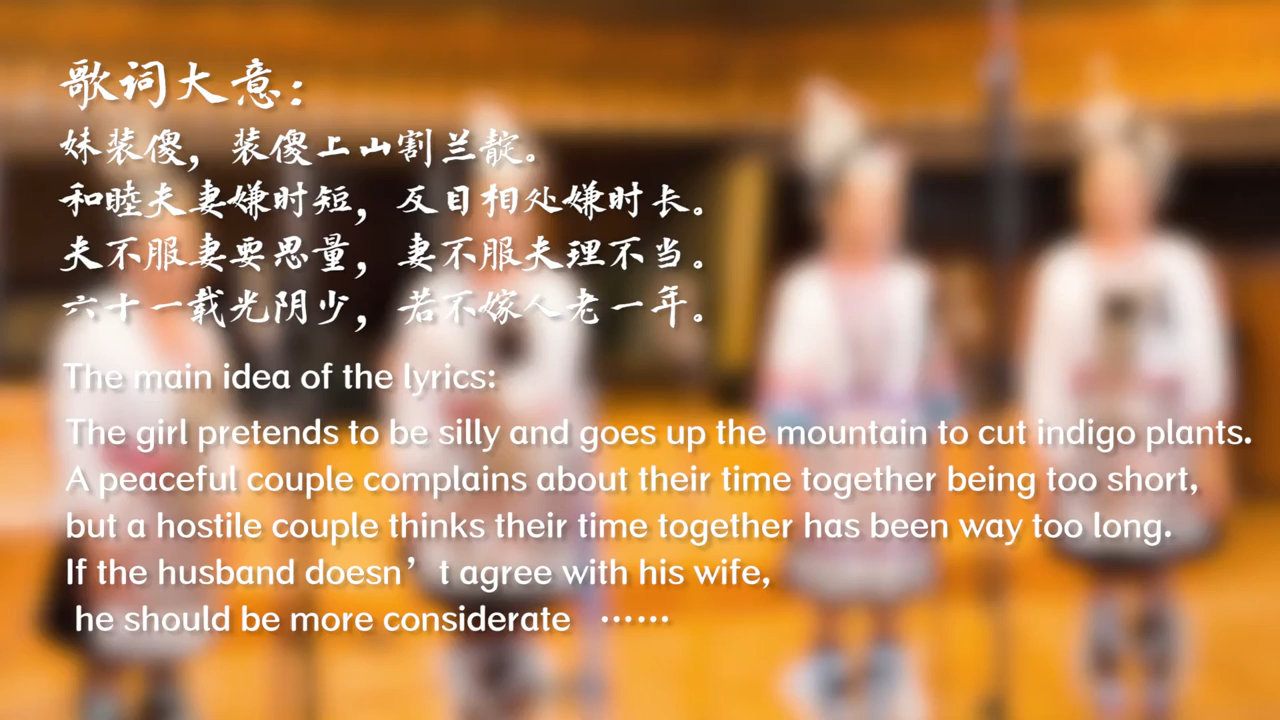 歌词大意：
妹装傻，装傻上山割兰靛。
和睦夫妻嫌时短，反目相处嫌时长。
夫不服妻要思量，妻不服夫理不当。
六十一载光阴少，若不嫁人老一年。
The main idea of the lyrics:
The girl pretends to be silly and goes up the mountain to cut indigo plants.
A peaceful couple complains about their time together being too short,
but a hostile couple thinks their time together has been way too long.
If the husband doesn’t agree with his wife,
he should be more considerate ……